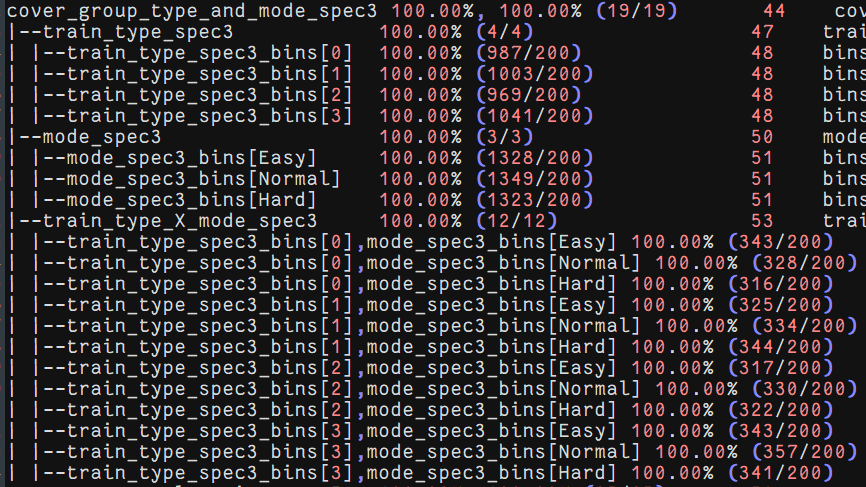 cover_group_type_and_mode_spec3 100.00%, 100.00% (19/19) 44 cov
|--train_type_spec3 100.00% (4/4) 47 trai
| |--train_type_spec3_bins[0] 100.00% (987/200) 48 bins
| |--train_type_spec3_bins[1] 100.00% (1003/200) 48 bins
| |--train_type_spec3_bins[2] 100.00% (969/200) 48 bins
| |--train_type_spec3_bins[3] 100.00% (1041/200) 48 bins
|--mode_spec3 100.00% (3/3) 50 mode
| |--mode_spec3_bins[Easy] 100.00% (1328/200) 51 bins
| |--mode_spec3_bins[Normal] 100.00% (1349/200) 51 bins
| |--mode_spec3_bins[Hard] 100.00% (1323/200) 51 bins
|--train_type_X_mode_spec3 100.00% (12/12) 53 trai
| |--train_type_spec3_bins[0],mode_spec3_bins[Easy] 100.00% (343/200)
| |--train_type_spec3_bins[0],mode_spec3_bins[Normal] 100.00% (328/200)
| |--train_type_spec3_bins[0],mode_spec3_bins[Hard] 100.00% (316/200)
| |--train_type_spec3_bins[1],mode_spec3_bins[Easy] 100.00% (325/200)
| |--train_type_spec3_bins[1],mode_spec3_bins[Normal] 100.00% (334/200)
| |--train_type_spec3_bins[1],mode_spec3_bins[Hard] 100.00% (344/200)
| |--train_type_spec3_bins[2],mode_spec3_bins[Easy] 100.00% (317/200)
| |--train_type_spec3_bins[2],mode_spec3_bins[Normal] 100.00% (330/200)
| |--train_type_spec3_bins[2],mode_spec3_bins[Hard] 100.00% (322/200)
| |--train_type_spec3_bins[3],mode_spec3_bins[Easy] 100.00% (343/200)
| |--train_type_spec3_bins[3],mode_spec3_bins[Normal] 100.00% (357/200)
| |--train_type_spec3_bins[3],mode_spec3_bins[Hard] 100.00% (341/200)